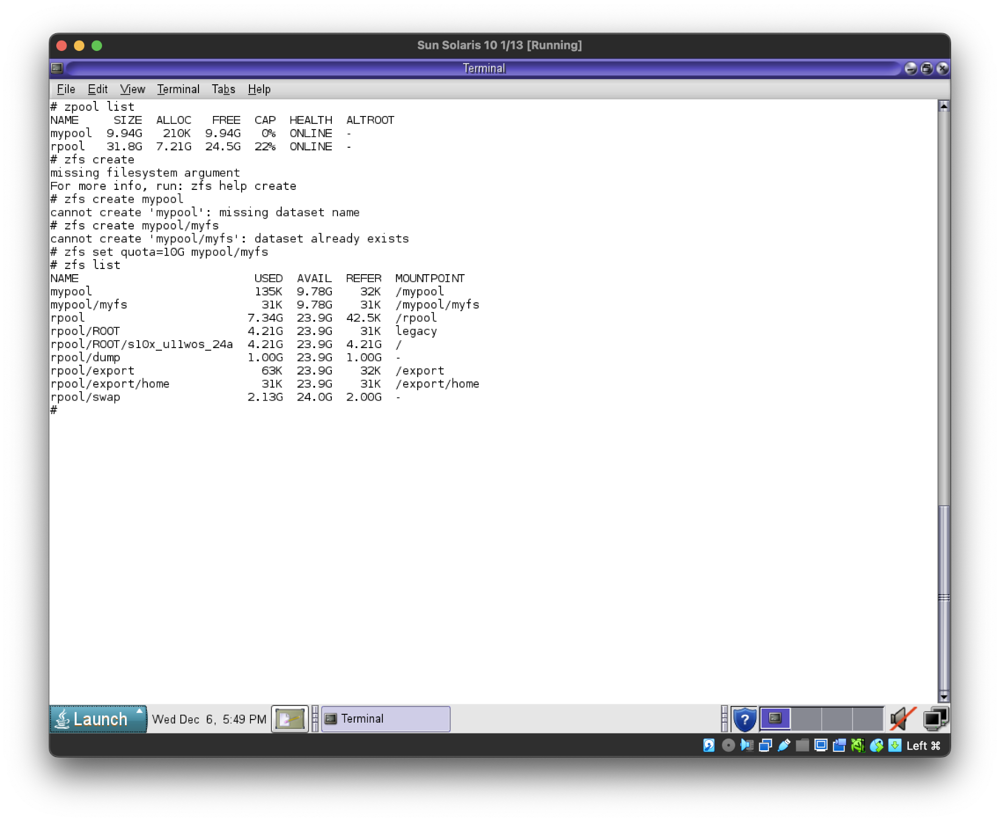 Sun Solaris 10 1/13 [Running]
Terminal
File Edit View Terminal Tabs Help
# zpool list
NAME     SIZE  ALLOC   FREE  CAP  HEALTH  ALTROOT
mypool  9.94G   210K  9.94G   0%  ONLINE  -
rpool   31.8G  7.21G  24.5G  22%  ONLINE  -
# zfs create
missing filesystem argument
For more info, run: zfs help create
# zfs create mypool
cannot create 'mypool': missing dataset name
# zfs create mypool/myfs
cannot create 'mypool/myfs': dataset already exists
# zfs set quota=10G mypool/myfs
# zfs list
NAME                         USED  AVAIL  REFER  MOUNTPOINT
mypool                       135K  9.78G    32K  /mypool
mypool/myfs                   31K  9.78G    31K  /mypool/myfs
rpool                       7.34G  23.9G  42.5K  /rpool
rpool/ROOT                  4.21G  23.9G    31K  legacy
rpool/ROOT/s10x_u11wos_24a  4.21G  23.9G  4.21G  /
rpool/dump                  1.00G  23.9G  1.00G  -
rpool/export                  63K  23.9G    32K  /export
rpool/export/home             31K  23.9G    31K  /export/home
rpool/swap                  2.13G  24.0G  2.00G  -
#
Launch Wed Dec 6, 5:49 PM Terminal ?
Left ⌘